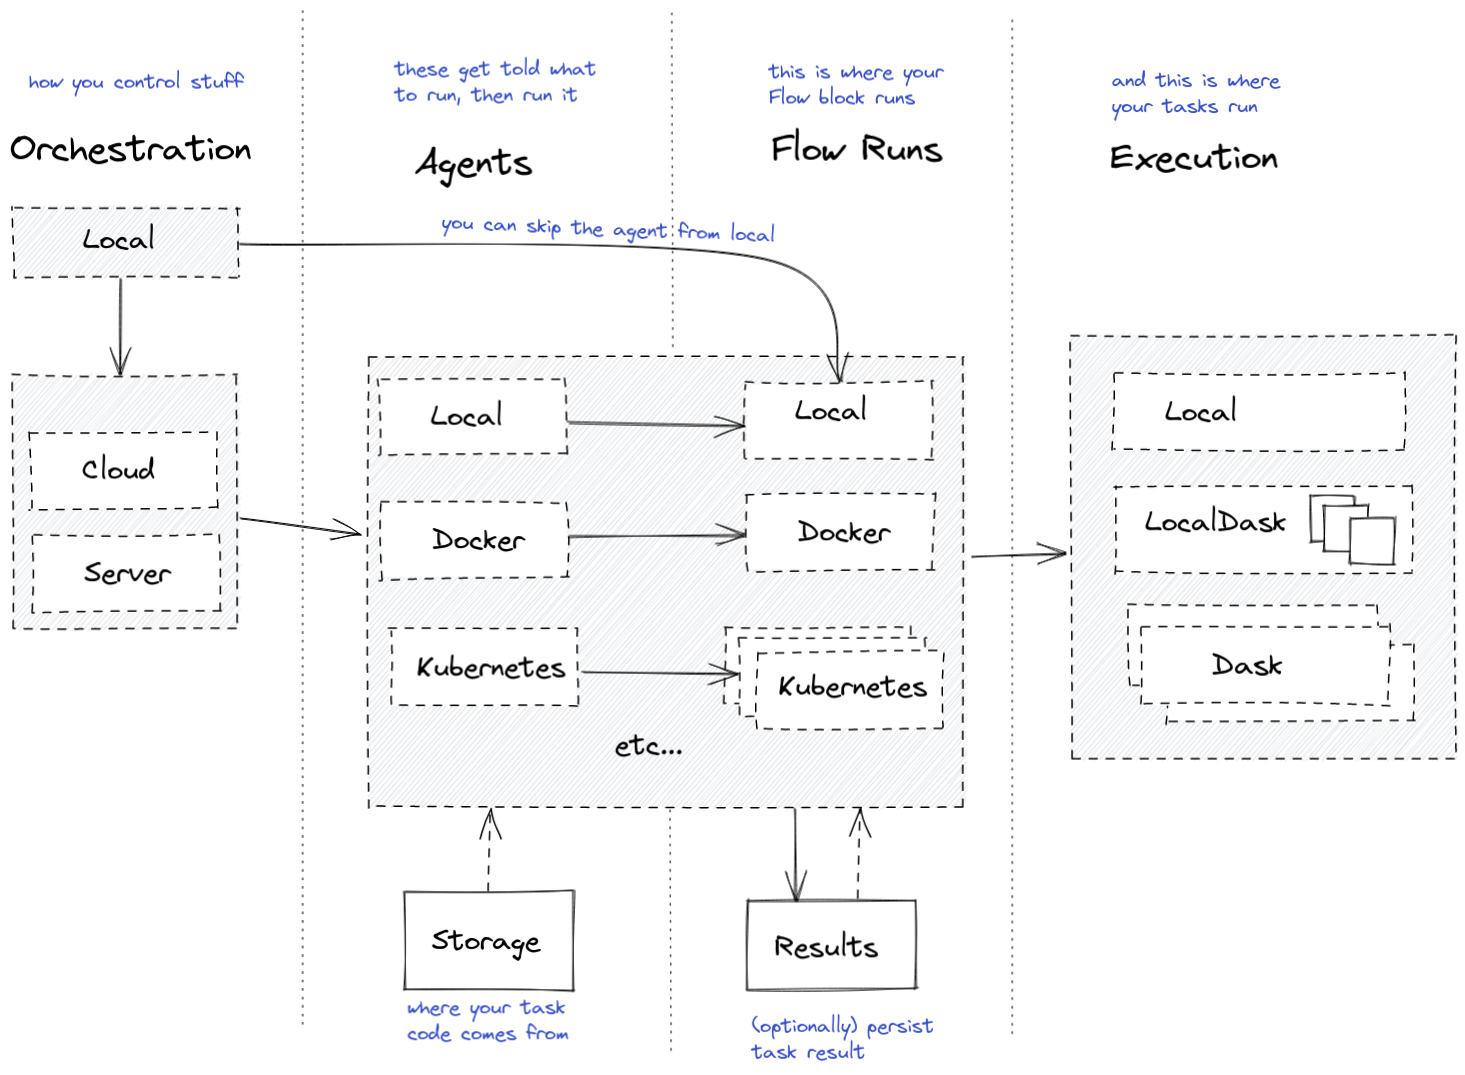 how you control stuff
Orchestration
these get told what
to run, then run it
Agents
this is where your
Flow block runs
Flow Runs
and this is where
your tasks run
Execution
Local
you can skip the agent from local
Cloud
Server
Local
Local
Docker
Docker
Kubernetes
Kubernetes
etc...
Local
LocalDask
Dask
Storage
where your task
code comes from
Results
(optionally) persist
task result